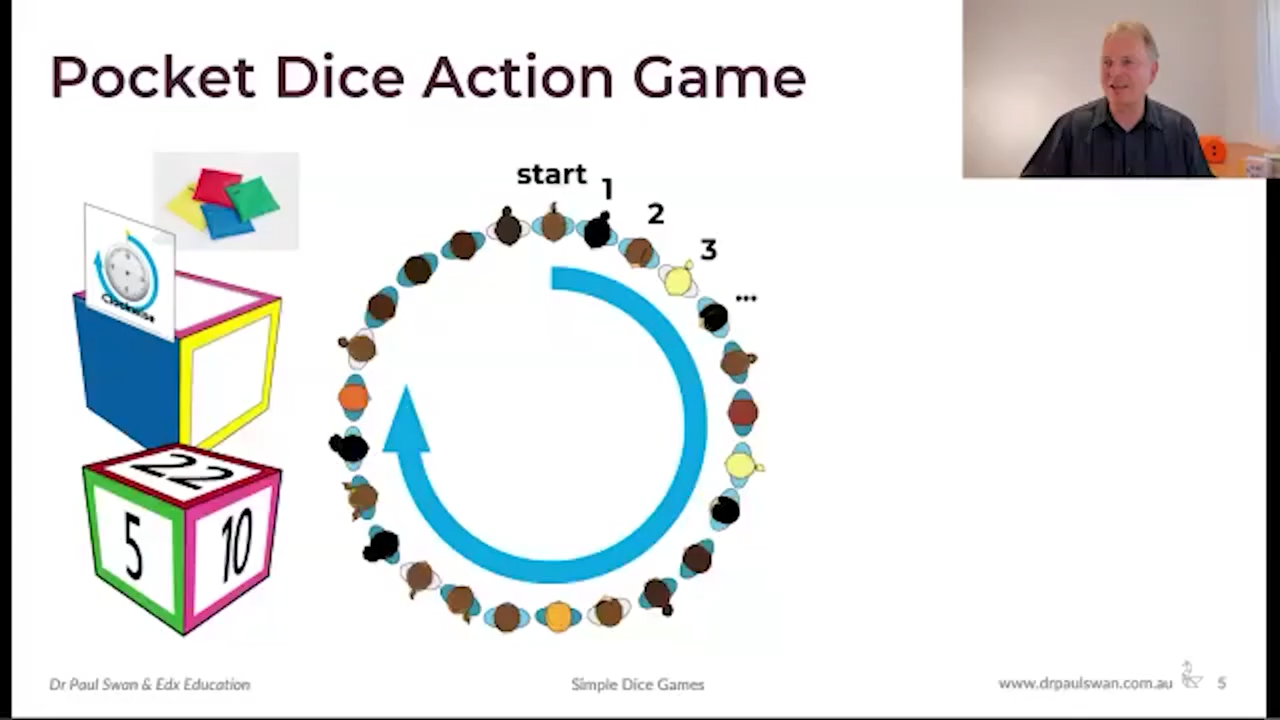 Pocket Dice Action Game
start
1
2
3
...
Clockwise
22
5
10
Dr Paul Swan & Edx Education
Simple Dice Games
www.drpaulswan.com.au
5